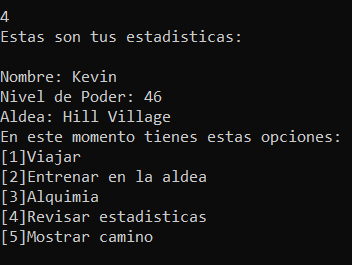 4
Estas son tus estadisticas:
Nombre: Kevin
Nivel de Poder: 46
Aldea: Hill Village
En este momento tienes estas opciones:
[1]Viajar
[2]Entrenar en la aldea
[3]Alquimia
[4]Revisar estadisticas
[5]Mostrar camino